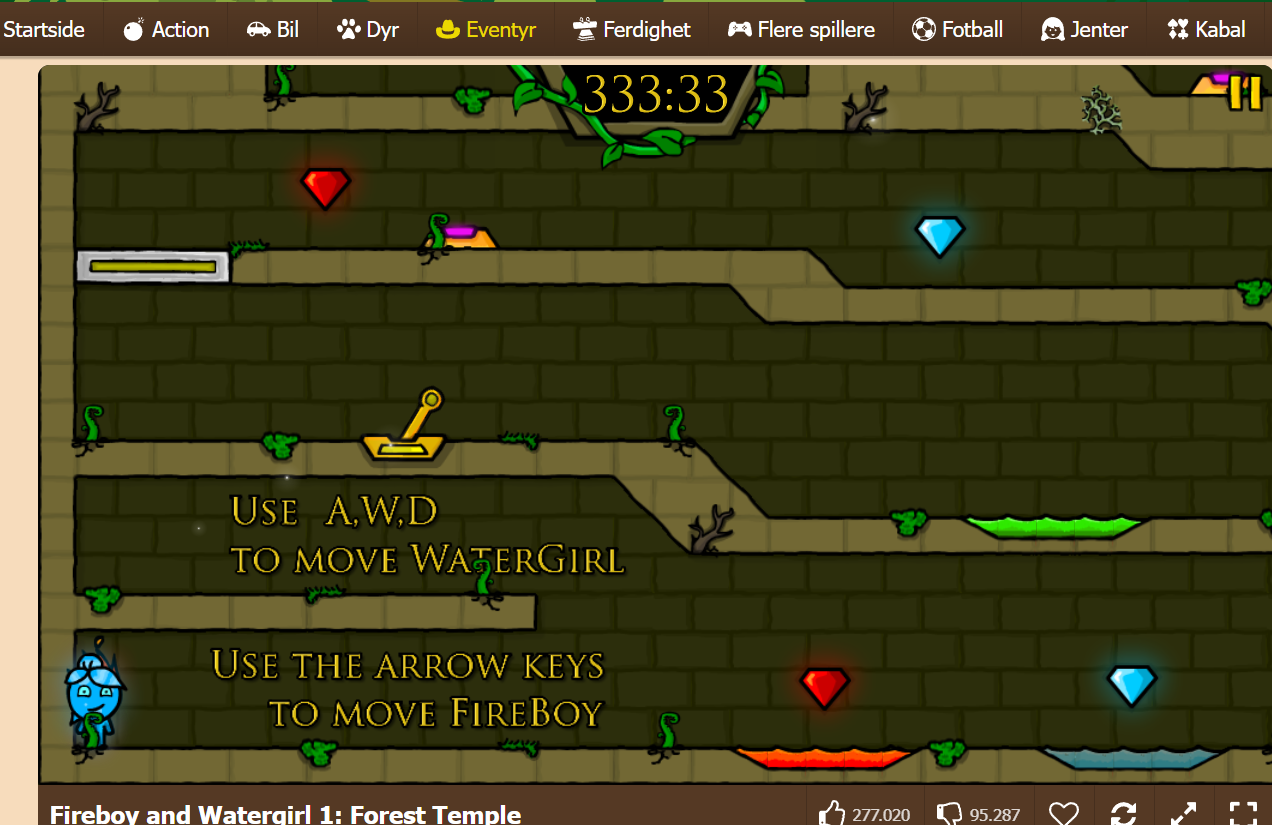 Startside Action Bil Dyr Eventyr Ferdighet Flere spillere Fotball Jenter Kabal
333:33
Use A,W,D
to move WaterGirl
Use the arrow keys
to move FireBoy
Fireboy and Watergirl 1: Forest Temple 277.020 95.287